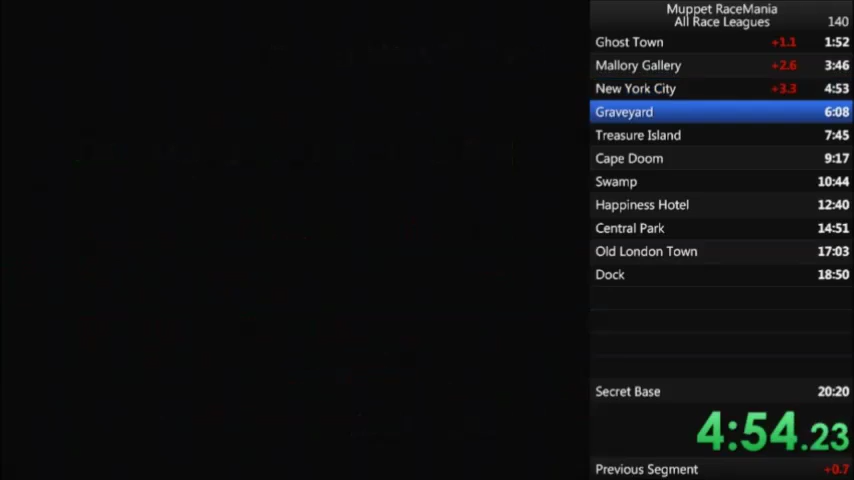 Muppet RaceMania
All Race Leagues 140
Ghost Town +1.1 1:52
Mallory Gallery +2.6 3:46
New York City +3.3 4:53
Graveyard 6:08
Treasure Island 7:45
Cape Doom 9:17
Swamp 10:44
Happiness Hotel 12:40
Central Park 14:51
Old London Town 17:03
Dock 18:50
Secret Base 20:20
4:54.23
Previous Segment +0.7